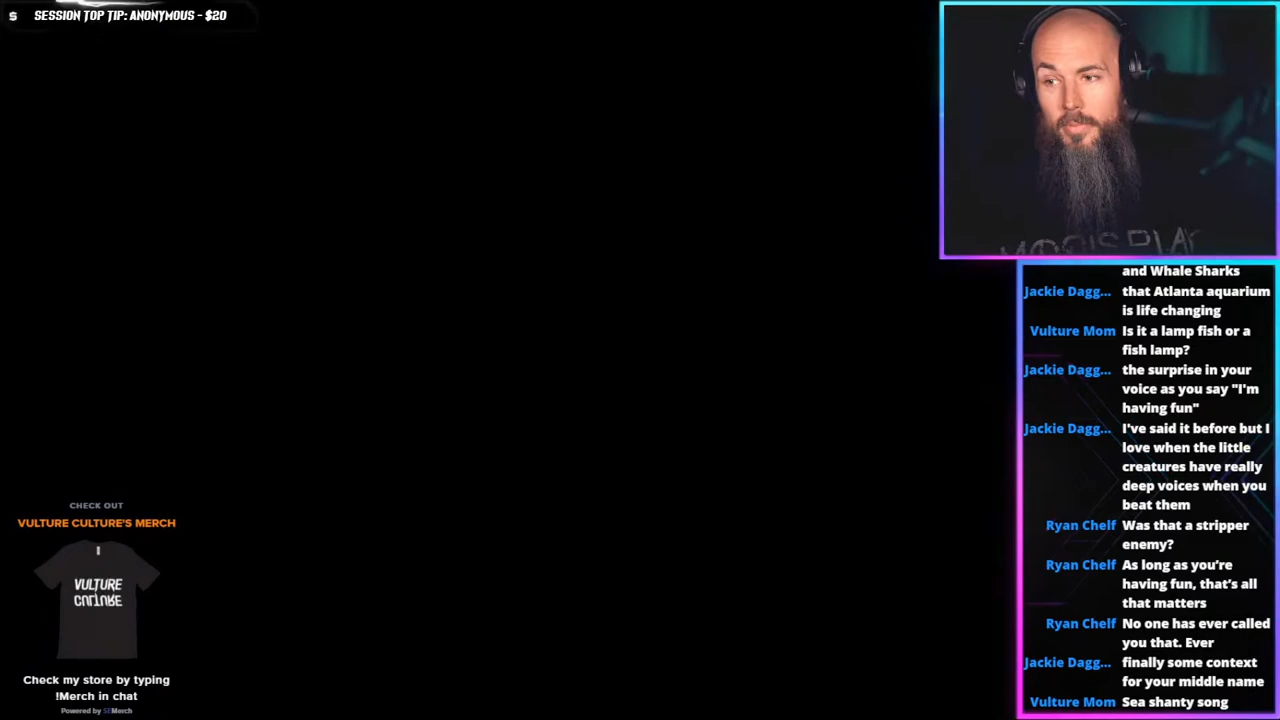 $ SESSION TOP TIP: ANONYMOUS - $20
and Whale Sharks
Jackie Dagg... that Atlanta aquarium
is life changing
Vulture Mom Is it a lamp fish or a
fish lamp?
Jackie Dagg... the surprise in your
voice as you say "I'm
having fun"
Jackie Dagg... I've said it before but I
love when the little
creatures have really
deep voices when you
beat them
Ryan Chelf Was that a stripper
enemy?
Ryan Chelf As long as you’re
having fun, that’s all
that matters
Ryan Chelf No one has ever called
you that. Ever
Jackie Dagg... finally some context
for your middle name
Vulture Mom Sea shanty song
CHECK OUT
VULTURE CULTURE'S MERCH
VULTURE
CULTURE
Check my store by typing
!Merch in chat
Powered by SEMerch